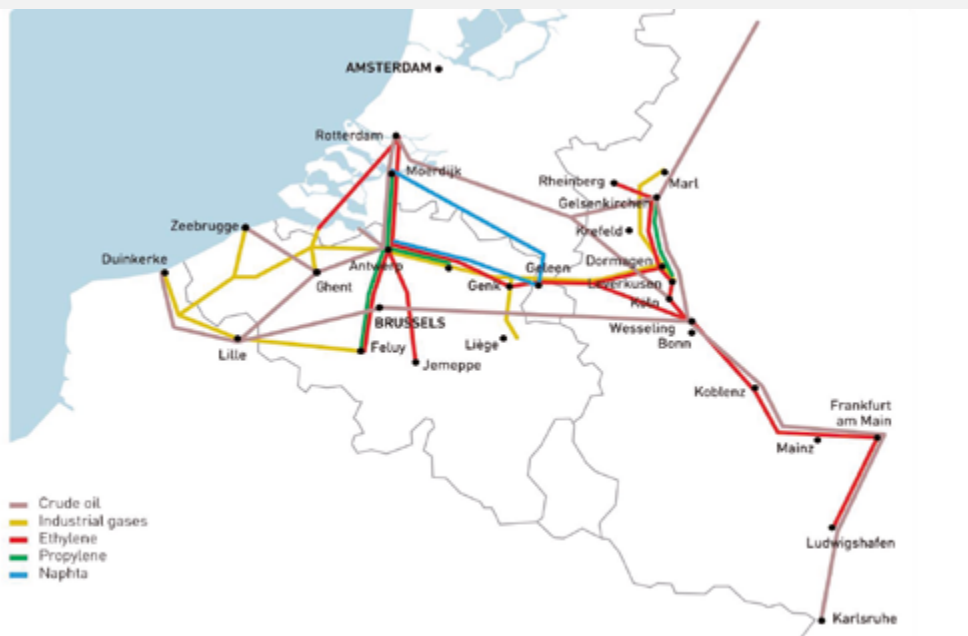 AMSTERDAM
Rotterdam
Moerdijk
Rheinberg
Marl
Gelsenkirchen
Zeebrugge
Krefeld
Duinkerke
Antwerp
Geleen
Dormagen
Ghent
Genk
Leverkusen
Köln
BRUSSELS
Wesseling
Lille
Feluy
Liège
Bonn
Jemeppe
Koblenz
Frankfurt
am Main
Mainz
Crude oil
Industrial gases
Ethylene
Propylene
Naphta
Ludwigshafen
Karlsruhe